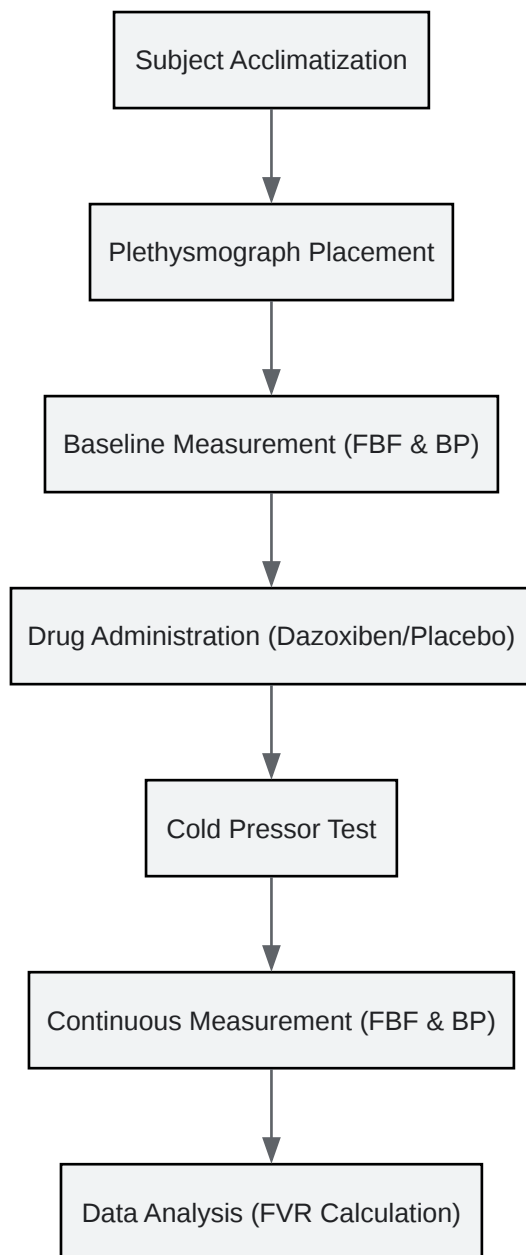 Subject Acclimatization
Plethysmograph Placement
Baseline Measurement (FBF & BP)
Drug Administration (Dazoxiben/Placebo)
Cold Pressor Test
Continuous Measurement (FBF & BP)
Data Analysis (FVR Calculation)